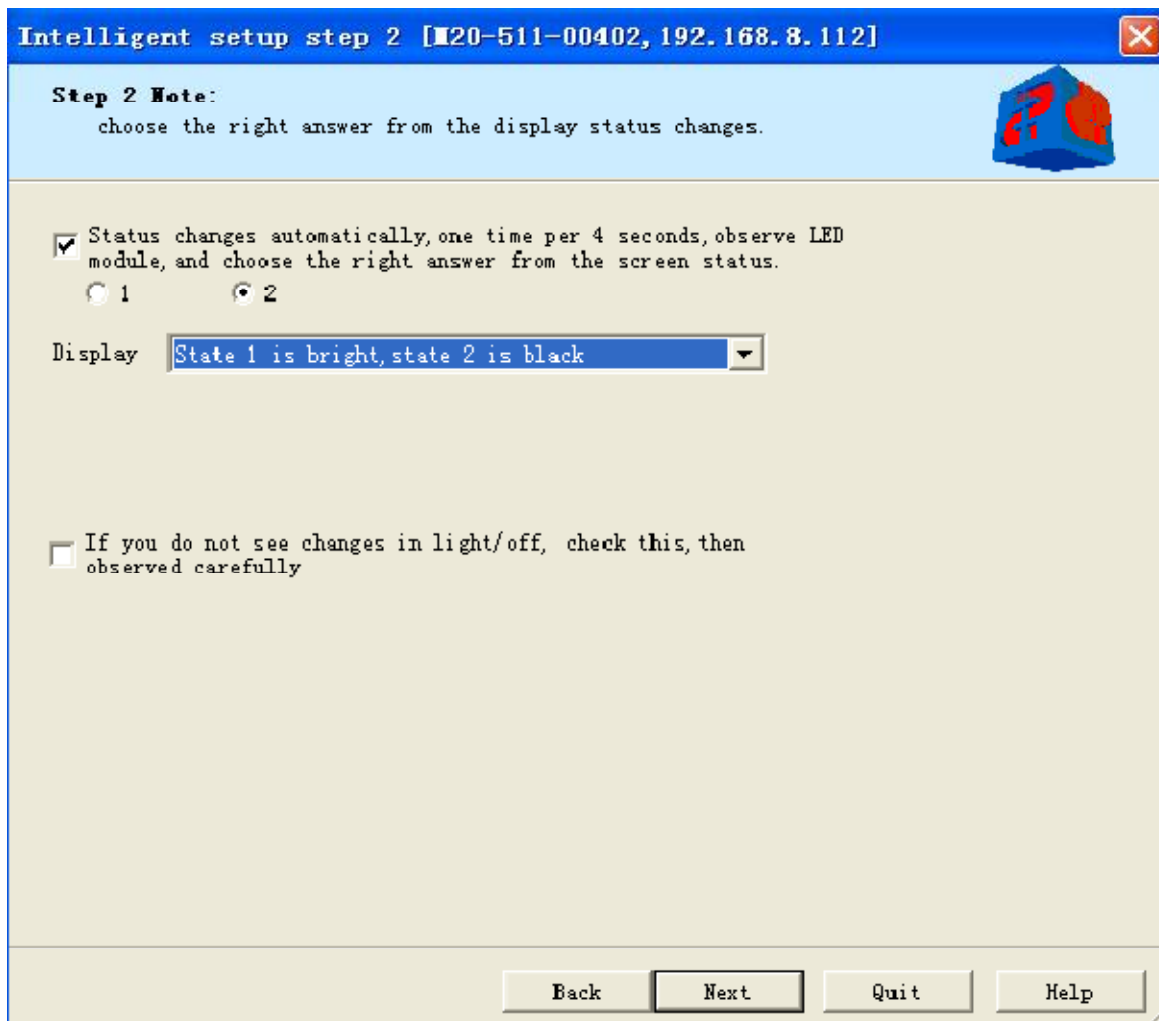 Intelligent setup step 2 [M20-511-00402, 192.168.8.112]
Step 2 Note:
choose the right answer from the display status changes.
Status changes automatically, one time per 4 seconds, observe LED
module, and choose the right answer from the screen status.
1 2
Display State 1 is bright, state 2 is black
If you do not see changes in light/off, check this, then
observed carefully
Back Next Quit Help